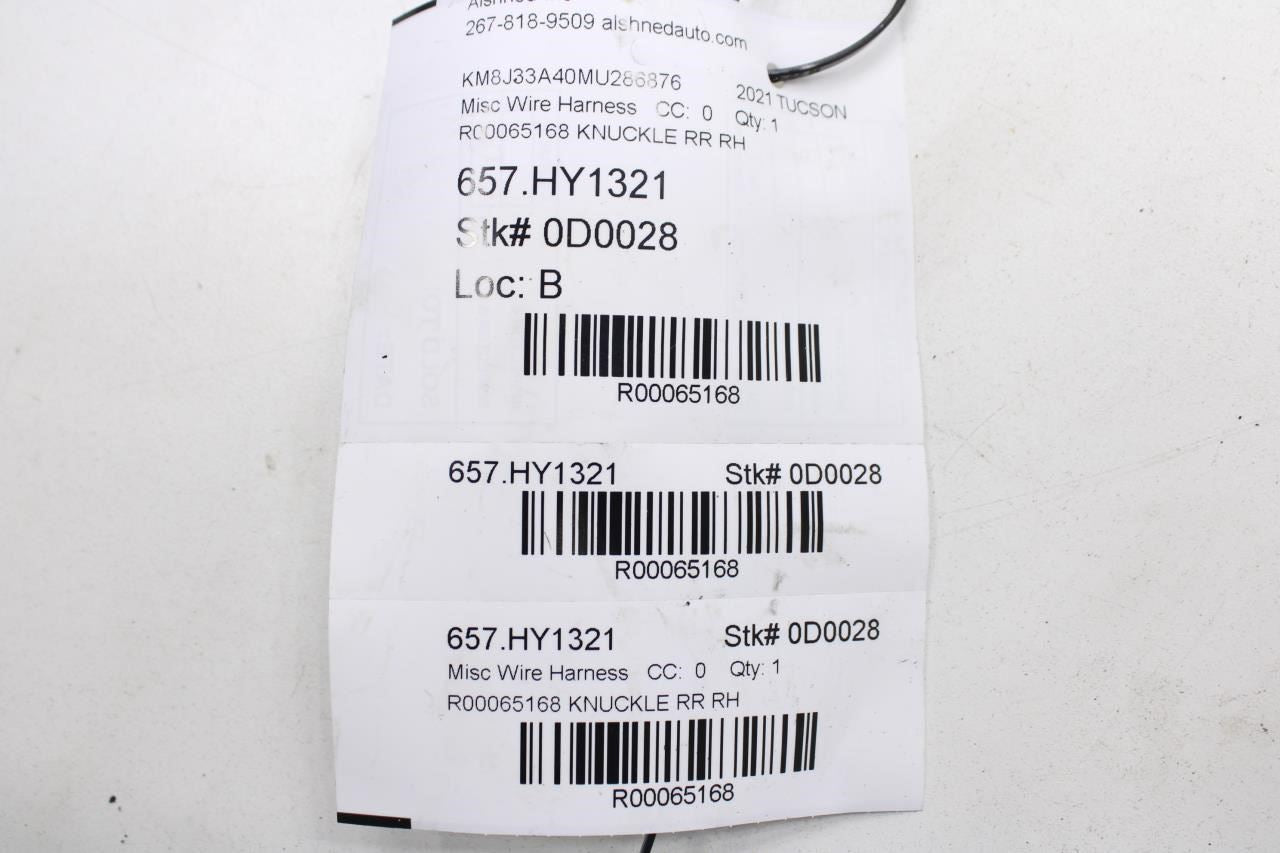 267-818-9509 alshnedauto.com
KM8J33A40MU286876 2021 TUCSON
Misc Wire Harness CC: 0 Qty: 1
R00065168 KNUCKLE RR RH
657.HY1321
Stk# 0D0028
Loc: B
R00065168
657.HY1321 Stk# 0D0028
R00065168
657.HY1321 Stk# 0D0028
Misc Wire Harness CC: 0 Qty: 1
R00065168 KNUCKLE RR RH
R00065168